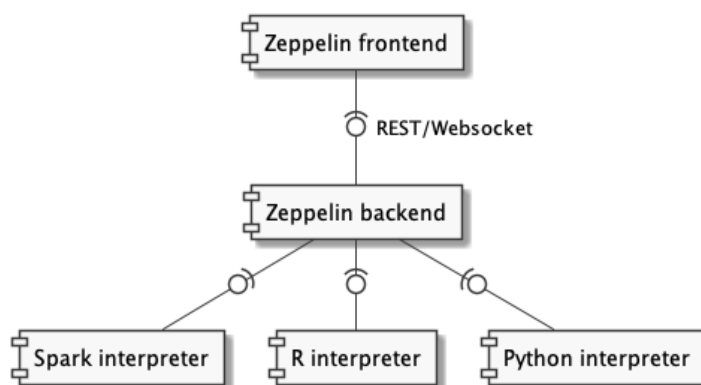 Zeppelin frontend
REST/Websocket
Zeppelin backend
Spark interpreter
R interpreter
Python interpreter